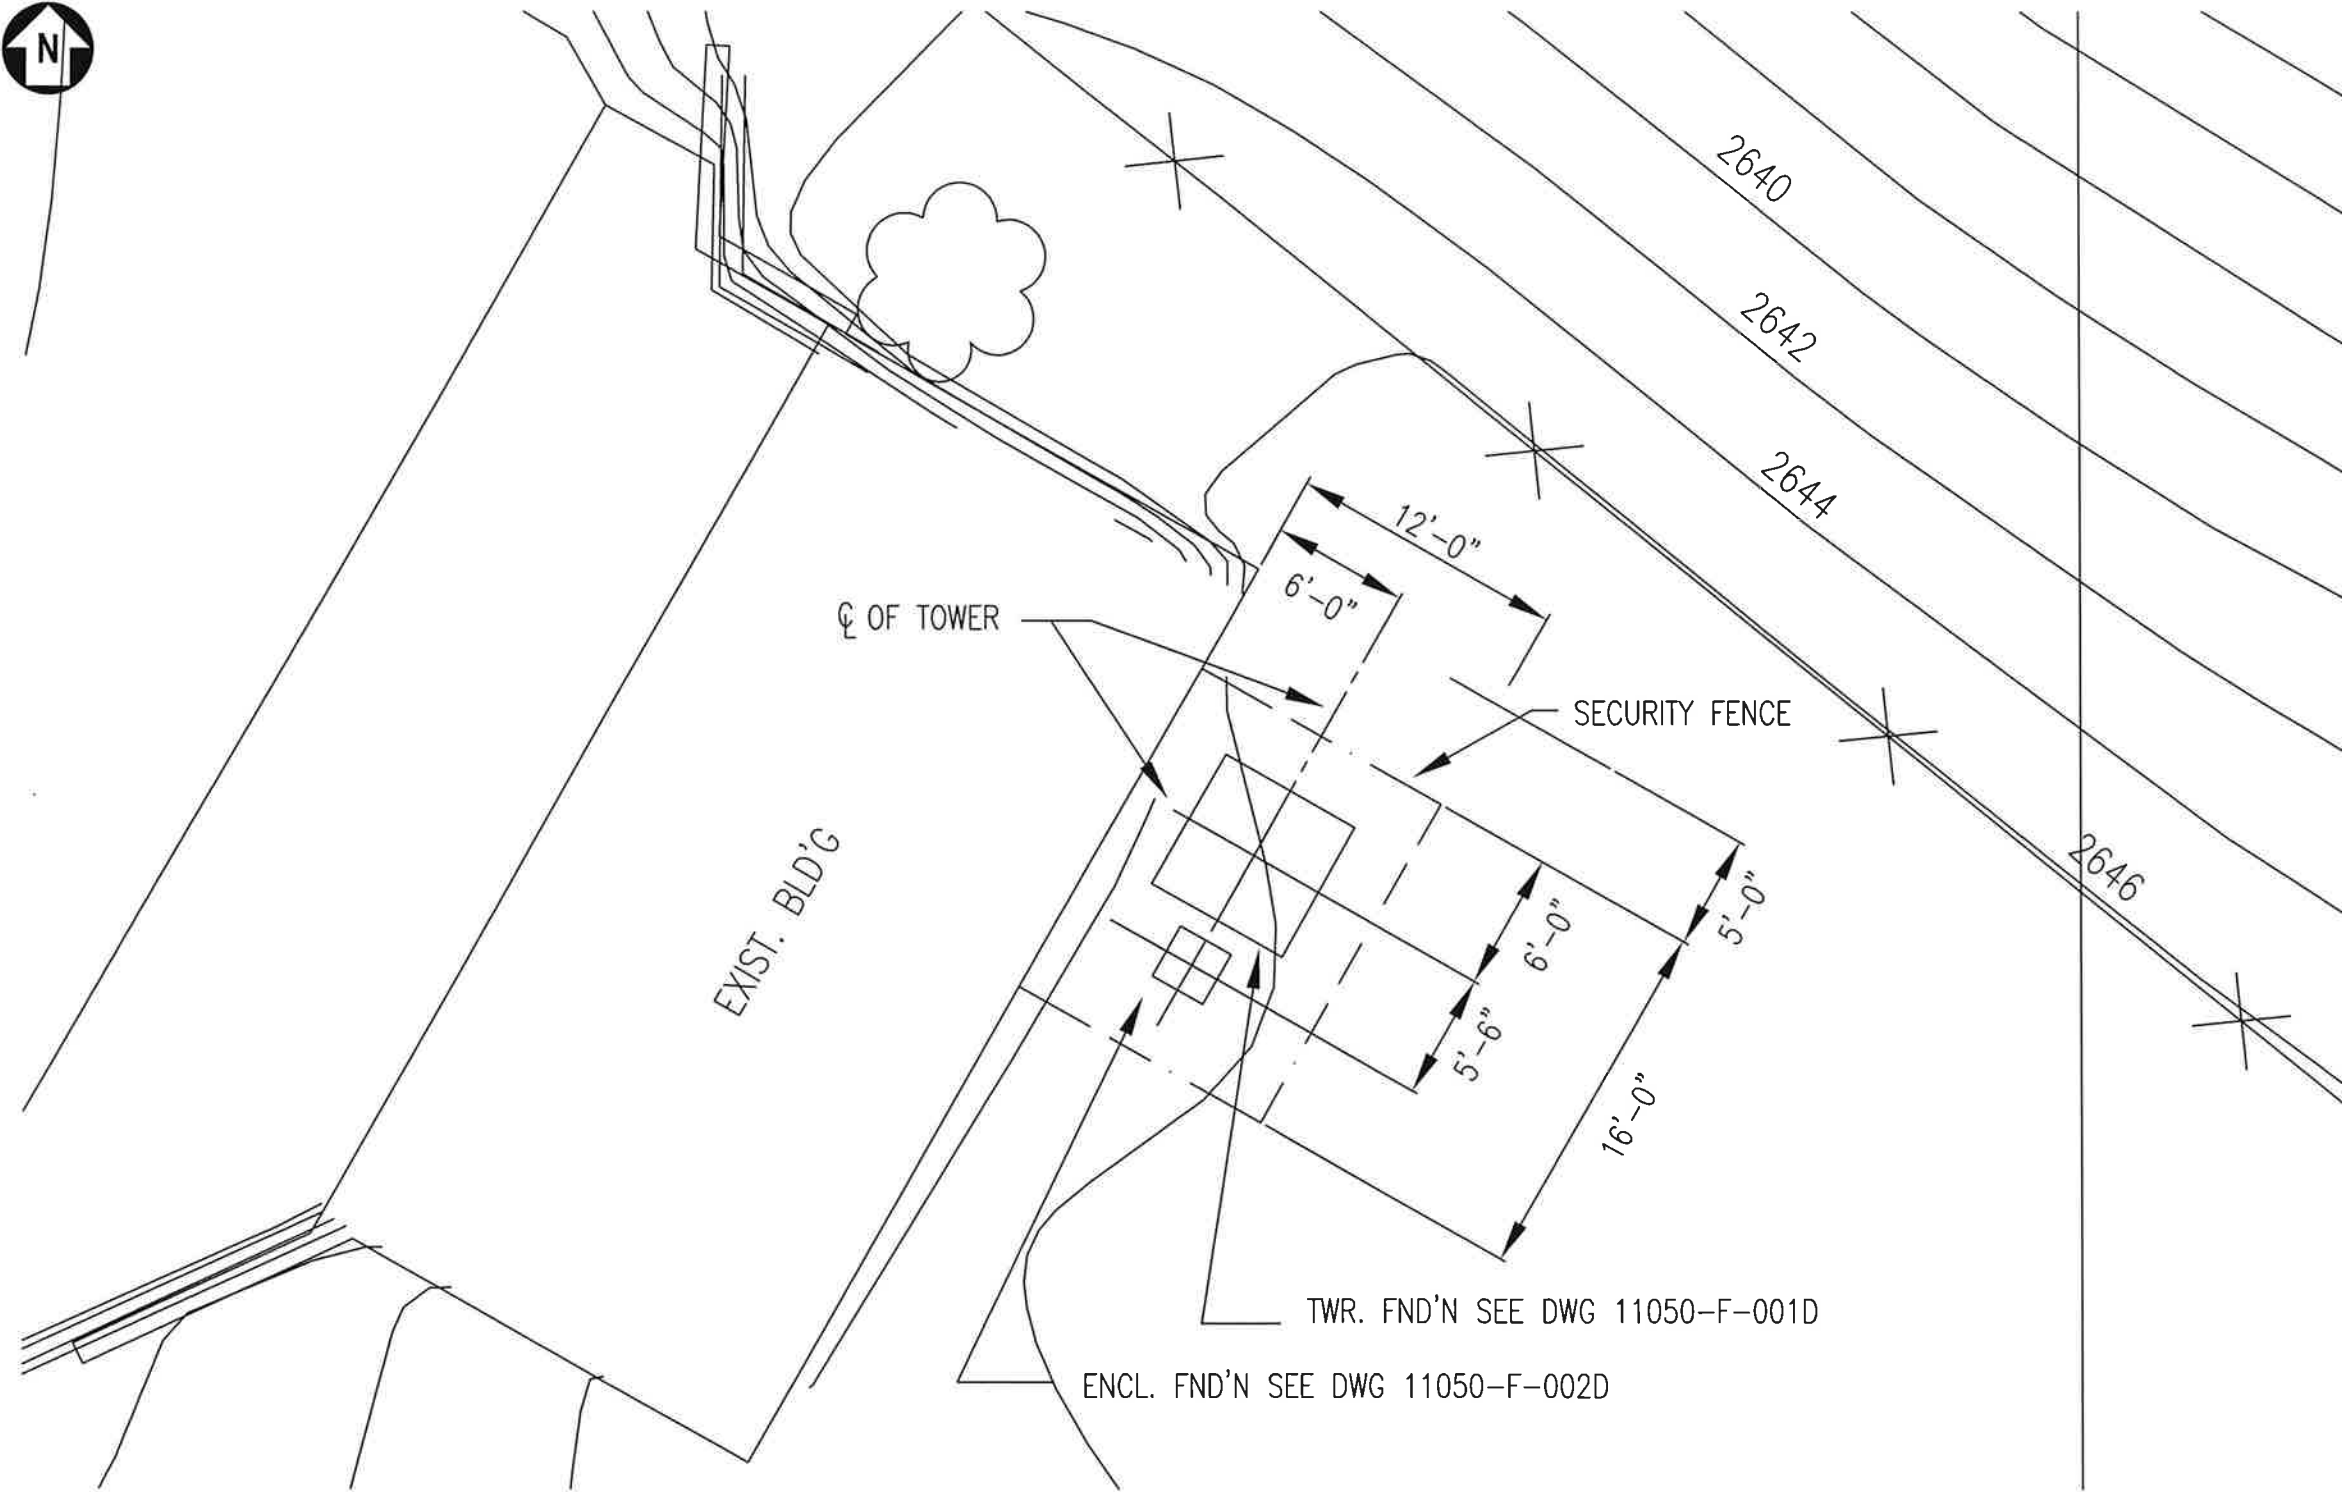 N
2640
2642
2644
12'-0"
6'-0"
℄ OF TOWER
SECURITY FENCE
2646
EXIST. BLD'G
5'-0"
6'-0"
5'-6"
16'-0"
TWR. FND'N SEE DWG 11050-F-001D
ENCL. FND'N SEE DWG 11050-F-002D